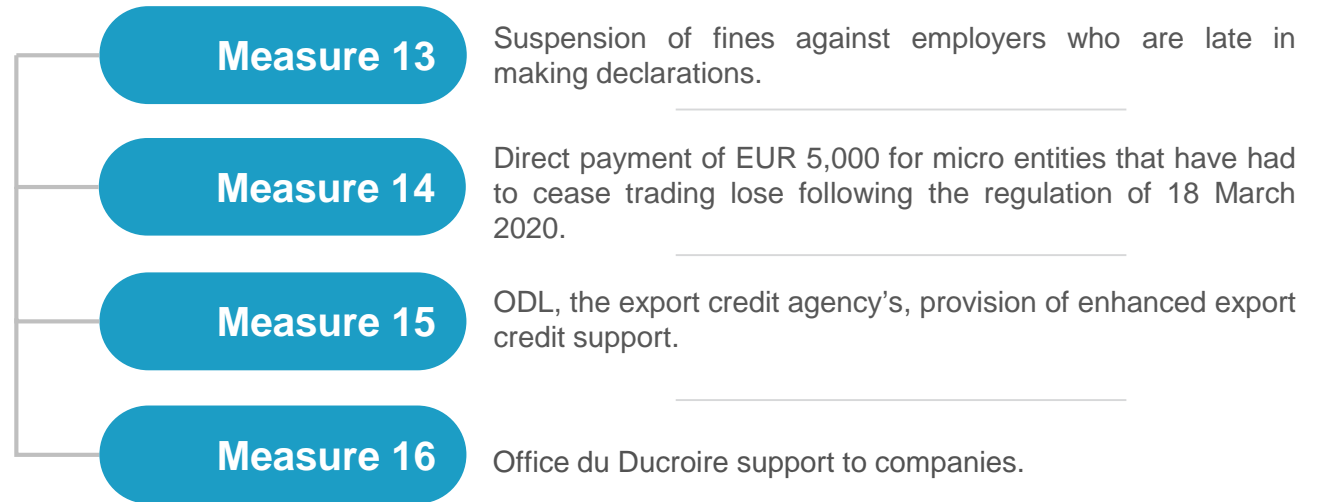 Measure 13
Suspension of fines against employers who are late in
making declarations.
Measure 14
Direct payment of EUR 5,000 for micro entities that have had
to cease trading lose following the regulation of 18 March
2020.
Measure 15
ODL, the export credit agency’s, provision of enhanced export
credit support.
Measure 16
Office du Ducroire support to companies.